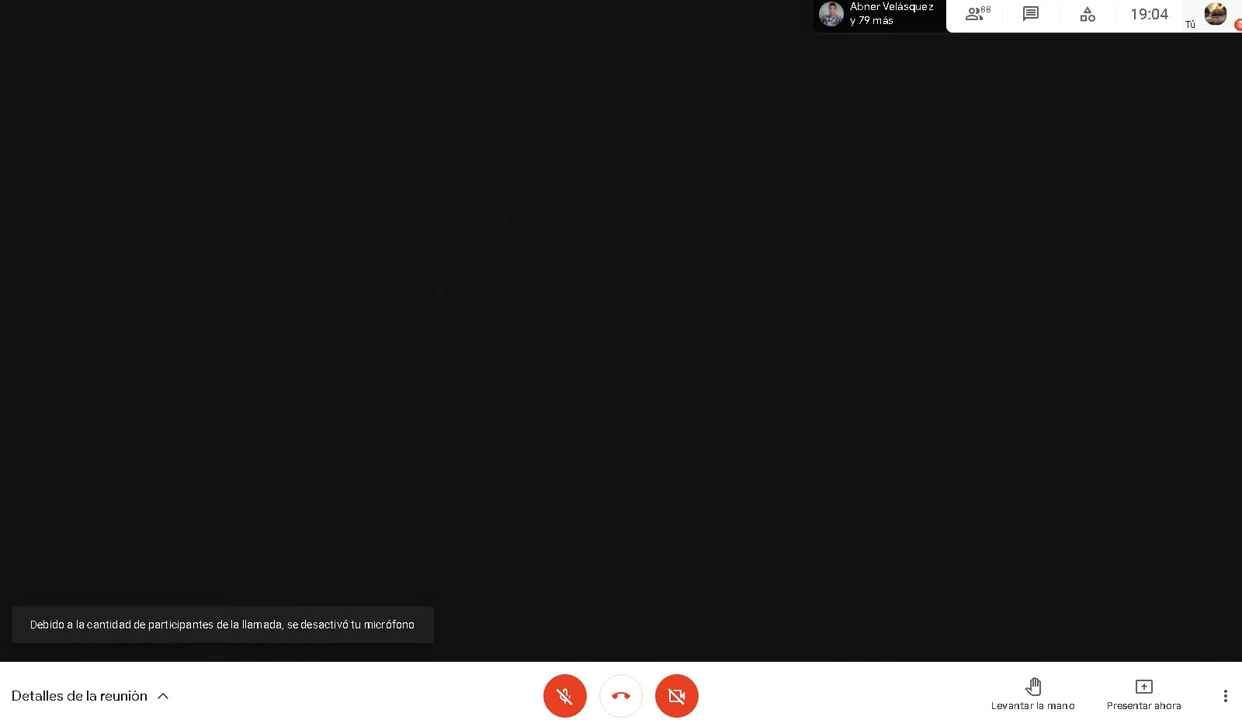 Abner Velásquez
y 79 más
88
19:04
Tú
Debido a la cantidad de participantes de la llamada, se desactivó tu micrófono
Detalles de la reunión
Levantar la mano
Presentar ahora